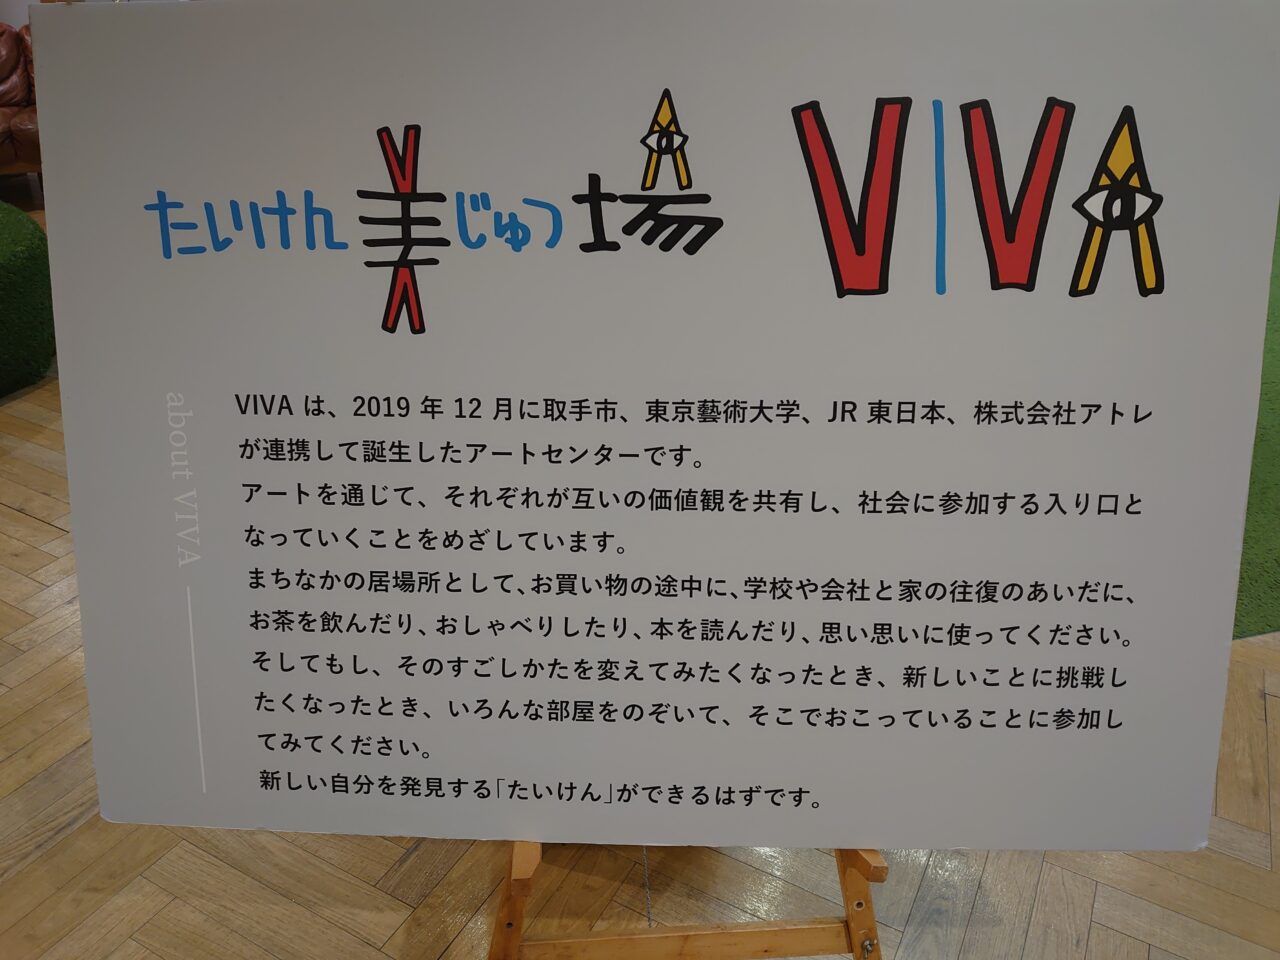 たいけん美じゅつ場 VIVA
about VIVA
VIVA は、2019 年 12 月に取手市、東京藝術大学、JR 東日本、株式会社アトレ
が連携して誕生したアートセンターです。
アートを通じて、それぞれが互いの価値観を共有し、社会に参加する入り口と
なっていくことをめざしています。
まちなかの居場所として、お買い物の途中に、学校や会社と家の往復のあいだに、
お茶を飲んだり、おしゃべりしたり、本を読んだり、思い思いに使ってください。
そしてもし、そのすごしかたを変えてみたくなったとき、新しいことに挑戦し
たくなったとき、いろんな部屋をのぞいて、そこでおこっていることに参加し
てみてください。
新しい自分を発見する「たいけん」ができるはずです。